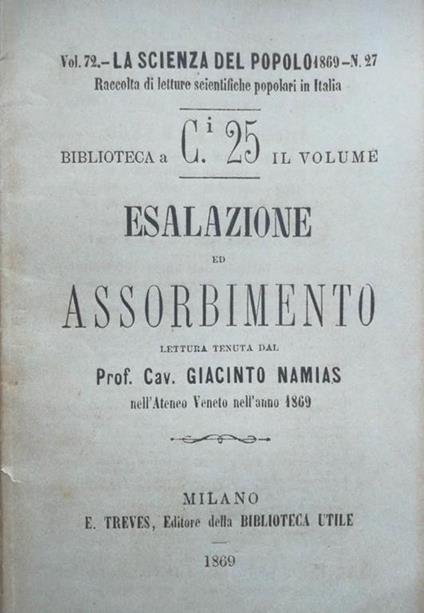 Vol. 72.— LA SCIENZA DEL POPOLO 1869—N. 27
Raccolta di letture scientifiche popolari in Italia
BIBLIOTECA a C.i 25 IL VOLUME
ESALAZIONE
ED
ASSORBIMENTO
LETTURA TENUTA DAL
Prof. Cav. GIACINTO NAMIAS
nell'Ateneo Veneto nell'anno 1869
MILANO
E. TREVES, Editore della BIBLIOTECA UTILE
1869